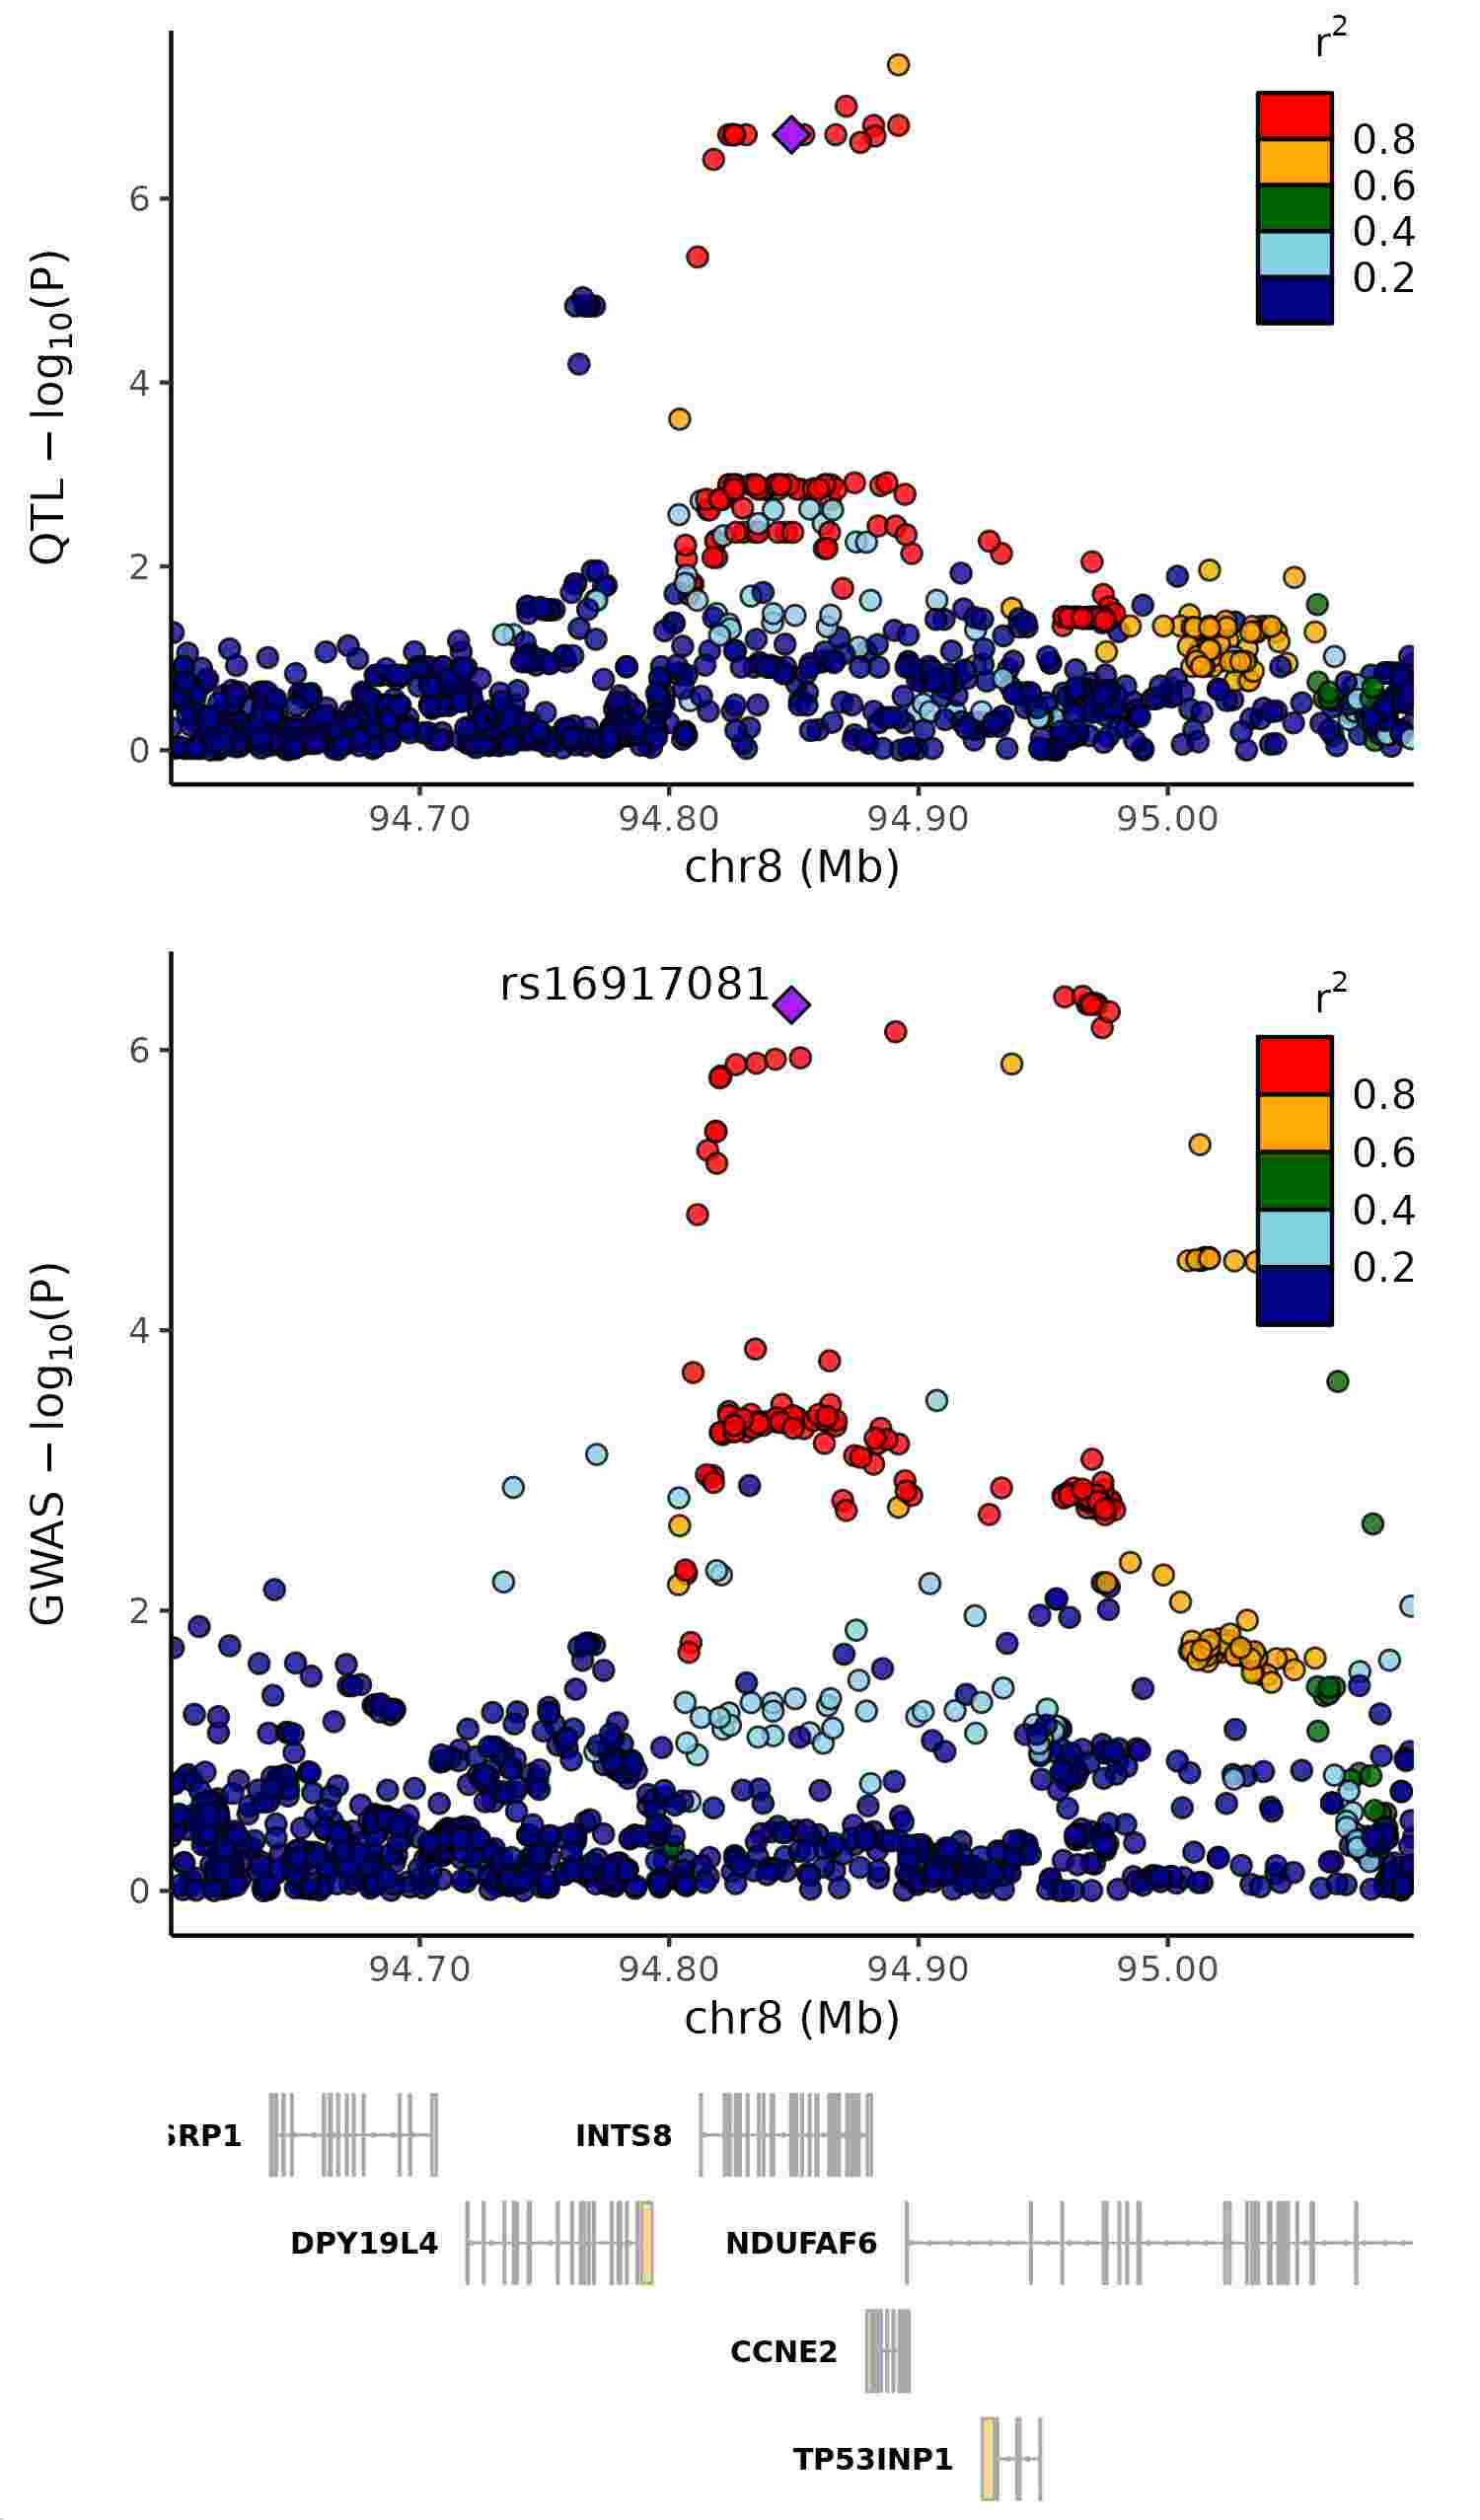 r²
0.8
0.6
0.4
0.2
QTL − log₁₀(P)
6
4
2
0
94.70 94.80 94.90 95.00
chr8 (Mb)
rs16917081
r²
0.8
0.6
0.4
0.2
GWAS − log₁₀(P)
6
4
2
0
94.70 94.80 94.90 95.00
chr8 (Mb)
SRP1 INTS8
DPY19L4 NDUFAF6
CCNE2
TP53INP1